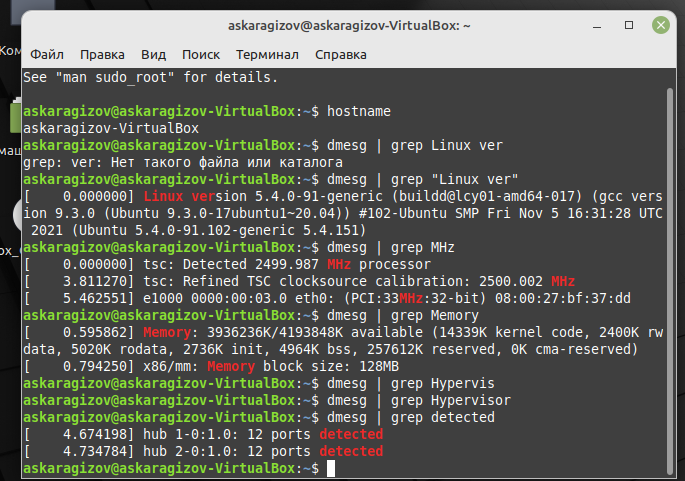 askaragizov@askaragizov-VirtualBox: ~
Файл Правка Вид Поиск Терминал Справка
See "man sudo_root" for details.
askaragizov@askaragizov-VirtualBox:~$ hostname
askaragizov-VirtualBox
askaragizov@askaragizov-VirtualBox:~$ dmesg | grep Linux ver
grep: ver: Нет такого файла или каталога
askaragizov@askaragizov-VirtualBox:~$ dmesg | grep "Linux ver"
[    0.000000] Linux version 5.4.0-91-generic (buildd@lcy01-amd64-017) (gcc vers
ion 9.3.0 (Ubuntu 9.3.0-17ubuntu1~20.04)) #102-Ubuntu SMP Fri Nov 5 16:31:28 UTC
 2021 (Ubuntu 5.4.0-91.102-generic 5.4.151)
askaragizov@askaragizov-VirtualBox:~$ dmesg | grep MHz
[    0.000000] tsc: Detected 2499.987 MHz processor
[    3.811270] tsc: Refined TSC clocksource calibration: 2500.002 MHz
[    5.462551] e1000 0000:00:03.0 eth0: (PCI:33MHz:32-bit) 08:00:27:bf:37:dd
askaragizov@askaragizov-VirtualBox:~$ dmesg | grep Memory
[    0.595862] Memory: 3936236K/4193848K available (14339K kernel code, 2400K rw
data, 5020K rodata, 2736K init, 4964K bss, 257612K reserved, 0K cma-reserved)
[    0.794250] x86/mm: Memory block size: 128MB
askaragizov@askaragizov-VirtualBox:~$ dmesg | grep Hypervis
askaragizov@askaragizov-VirtualBox:~$ dmesg | grep Hypervisor
askaragizov@askaragizov-VirtualBox:~$ dmesg | grep detected
[    4.674198] hub 1-0:1.0: 12 ports detected
[    4.734784] hub 2-0:1.0: 12 ports detected
askaragizov@askaragizov-VirtualBox:~$